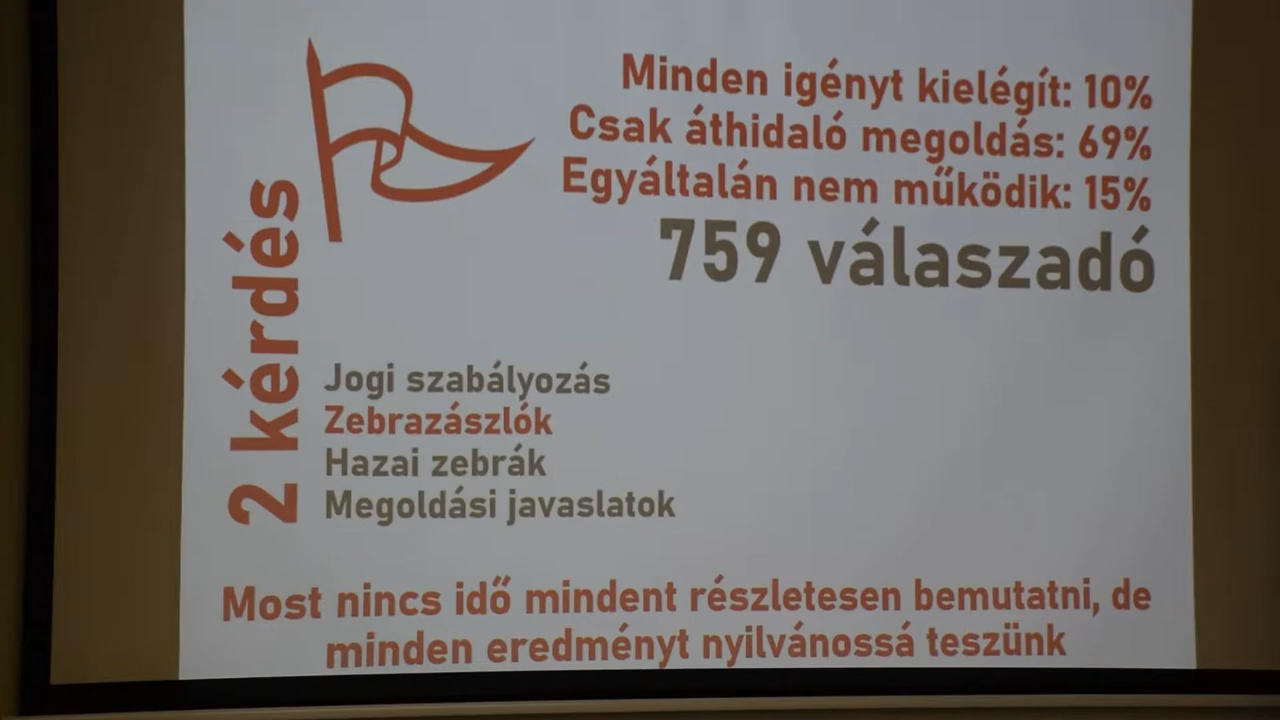 Minden igényt kielégít: 10%
Csak áthidaló megoldás: 69%
Egyáltalán nem működik: 15%
759 válaszadó
2 kérdés
Jogi szabályozás
Zebrazászlók
Hazai zebrák
Megoldási javaslatok
Most nincs idő mindent részletesen bemutatni, de
minden eredményt nyilvánossá teszünk